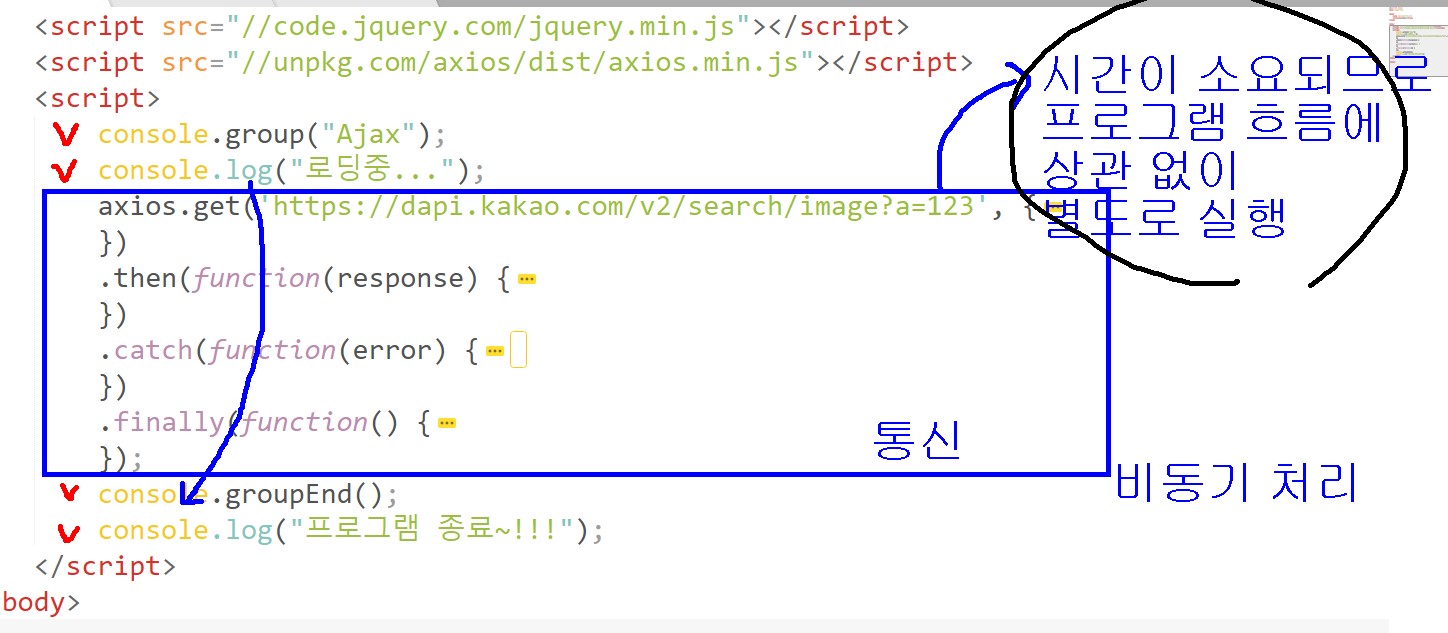 <script src="//code.jquery.com/jquery.min.js"></script>
<script src="//unpkg.com/axios/dist/axios.min.js"></script>
<script>
console.group("Ajax");
console.log("로딩중...");
axios.get('https://dapi.kakao.com/v2/search/image?a=123', {
})
.then(function(response) {
})
.catch(function(error) {
})
.finally(function() {
});
console.groupEnd();
console.log("프로그램 종료~!!!");
</script>
body>
시간이 소요되므로
프로그램 흐름에
상관 없이
별도로 실행
통신
비동기 처리